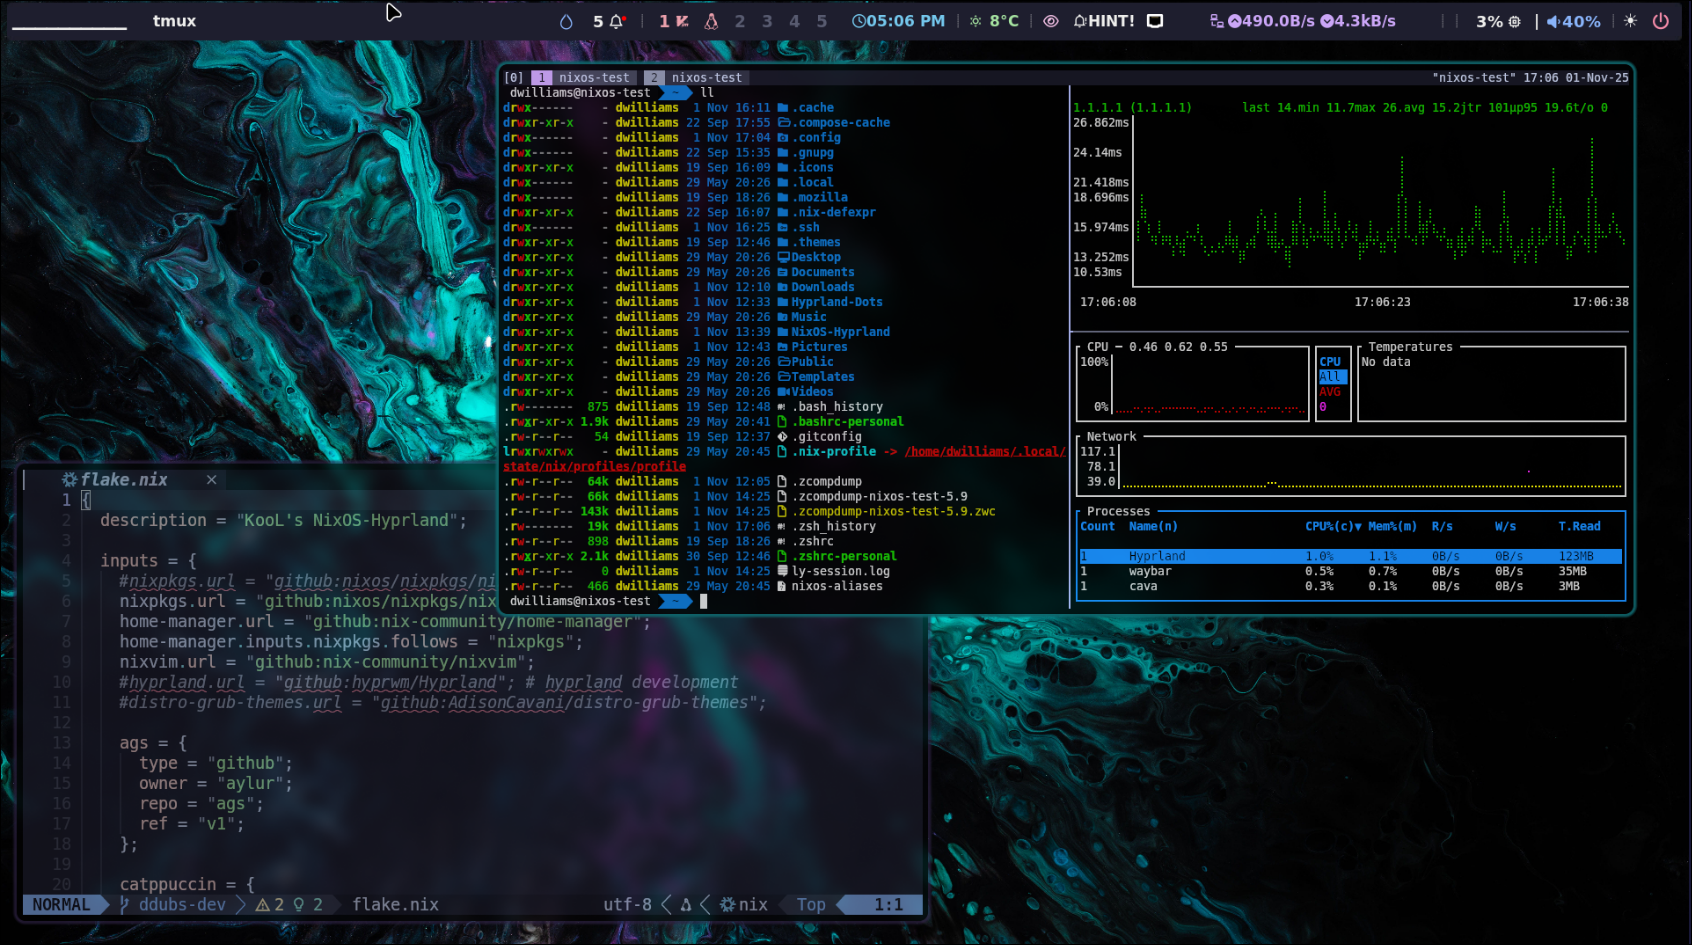 tmux
5
1 2 3 4 5
05:06 PM | 8°C | HINT!
490.0B/s 4.3kB/s
3% | 40%
[0] 1 nixos-test 2 nixos-test
"nixos-test" 17:06 01-Nov-25
dwilliams@nixos-test ~ ll
drwx------ - dwilliams 1 Nov 16:11 .cache
drwxr-xr-x - dwilliams 22 Sep 17:55 .compose-cache
drwx------ - dwilliams 1 Nov 17:04 .config
drwx------ - dwilliams 22 Sep 15:35 .gnupg
drwxr-xr-x - dwilliams 19 Sep 16:09 .icons
drwx------ - dwilliams 29 May 20:26 .local
drwx------ - dwilliams 19 Sep 18:26 .mozilla
drwxr-xr-x - dwilliams 22 Sep 16:07 .nix-defexpr
drwx------ - dwilliams 1 Nov 16:25 .ssh
drwxr-xr-x - dwilliams 19 Sep 12:46 .themes
drwxr-xr-x - dwilliams 29 May 20:26 Desktop
drwxr-xr-x - dwilliams 29 May 20:26 Documents
drwxr-xr-x - dwilliams 1 Nov 12:10 Downloads
drwxr-xr-x - dwilliams 1 Nov 12:33 Hyprland-Dots
drwxr-xr-x - dwilliams 29 May 20:26 Music
drwxr-xr-x - dwilliams 1 Nov 13:39 NixOS-Hyprland
drwxr-xr-x - dwilliams 1 Nov 12:43 Pictures
drwxr-xr-x - dwilliams 29 May 20:26 Public
drwxr-xr-x - dwilliams 29 May 20:26 Templates
drwxr-xr-x - dwilliams 29 May 20:26 Videos
.rw------- 875 dwilliams 19 Sep 12:48 .bash_history
.rwxr-xr-x 1.9k dwilliams 29 May 20:41 .bashrc-personal
.rw-r--r-- 54 dwilliams 19 Sep 12:37 .gitconfig
lrwxrwxrwx - dwilliams 29 May 20:45 .nix-profile -> /home/dwilliams/.local/
state/nix/profiles/profile
.rw-r--r-- 64k dwilliams 1 Nov 12:05 .zcompdump
.rw-r--r-- 66k dwilliams 1 Nov 14:25 .zcompdump-nixos-test-5.9
.r--r--r-- 143k dwilliams 1 Nov 14:25 .zcompdump-nixos-test-5.9.zwc
.rw------- 19k dwilliams 1 Nov 17:06 .zsh_history
.rw-r--r-- 898 dwilliams 19 Sep 18:26 .zshrc
.rwxr-xr-x 2.1k dwilliams 30 Sep 12:46 .zshrc-personal
.rw-r--r-- 0 dwilliams 1 Nov 14:25 ly-session.log
.rw-r--r-- 466 dwilliams 29 May 20:45 nixos-aliases
dwilliams@nixos-test ~
1.1.1.1 (1.1.1.1) last 14.min 11.7max 26.avg 15.2jtr 101µp95 19.6t/o 0
26.862ms
24.14ms
21.418ms
18.696ms
15.974ms
13.252ms
10.53ms
17:06:08 17:06:23 17:06:38
CPU — 0.46 0.62 0.55
100%
0%
CPU
All
AVG
0
Temperatures
No data
Network
117.1
78.1
39.0
Processes
Count Name(n) CPU%(c)▼ Mem%(m) R/s W/s T.Read
1 Hyprland 1.0% 1.1% 0B/s 0B/s 123MB
1 waybar 0.5% 0.7% 0B/s 0B/s 35MB
1 cava 0.3% 0.1% 0B/s 0B/s 3MB
flake.nix ×
1 {
2 description = "KooL's NixOS-Hyprland";
3
4 inputs = {
5 #nixpkgs.url = "github:nixos/nixpkgs/ni
6 nixpkgs.url = "github:nixos/nixpkgs/nix
7 home-manager.url = "github:nix-community/home-manager";
8 home-manager.inputs.nixpkgs.follows = "nixpkgs";
9 nixvim.url = "github:nix-community/nixvim";
10 #hyprland.url = "github:hyprwm/Hyprland"; # hyprland development
11 #distro-grub-themes.url = "github:AdisonCavani/distro-grub-themes";
12
13 ags = {
14 type = "github";
15 owner = "aylur";
16 repo = "ags";
17 ref = "v1";
18 };
19
20 catppuccin = {
NORMAL ddubs-dev 2 2 flake.nix utf-8 nix Top 1:1